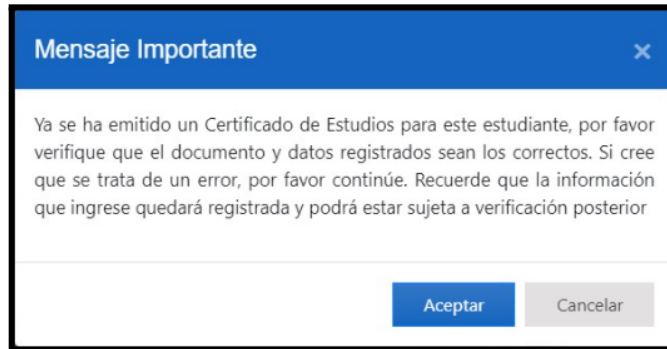 Mensaje Importante
×
Ya se ha emitido un Certificado de Estudios para este estudiante, por favor
verifique que el documento y datos registrados sean los correctos. Si cree
que se trata de un error, por favor continúe. Recuerde que la información
que ingrese quedará registrada y podrá estar sujeta a verificación posterior
Aceptar Cancelar